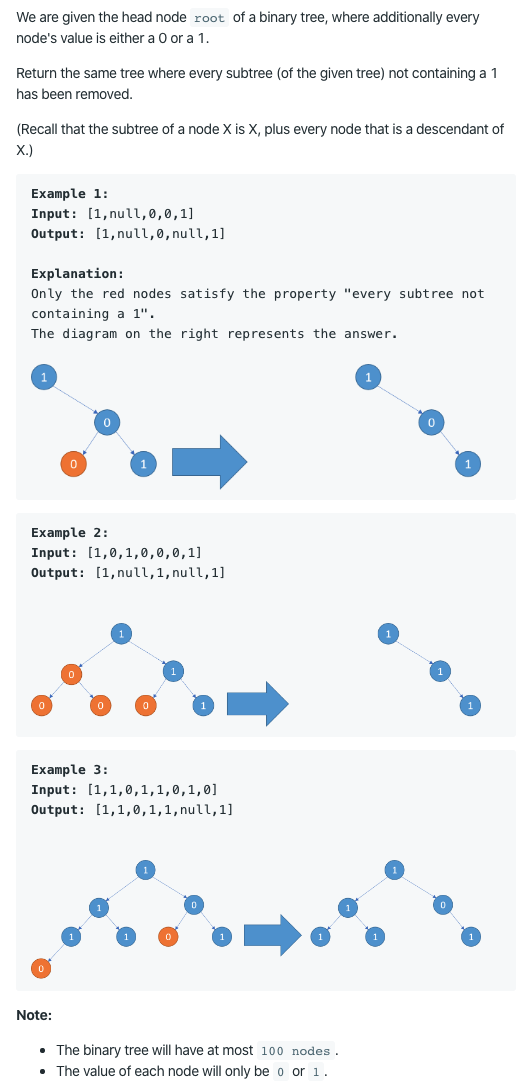 We are given the head node root of a binary tree, where additionally every
node's value is either a 0 or a 1.
Return the same tree where every subtree (of the given tree) not containing a 1
has been removed.
(Recall that the subtree of a node X is X, plus every node that is a descendant of
X.)
Example 1:
Input: [1,null,0,0,1]
Output: [1,null,0,null,1]
Explanation:
Only the red nodes satisfy the property "every subtree not
containing a 1".
The diagram on the right represents the answer.
1 1
0 0
0 1 1
Example 2:
Input: [1,0,1,0,0,0,1]
Output: [1,null,1,null,1]
1 1
0 1 1
0 0 0 1 1
Example 3:
Input: [1,1,0,1,1,0,1,0]
Output: [1,1,0,1,1,null,1]
1 1
1 0 1 0
1 1 0 1 1 1 1
0
Note:
• The binary tree will have at most 100 nodes .
• The value of each node will only be 0 or 1 .